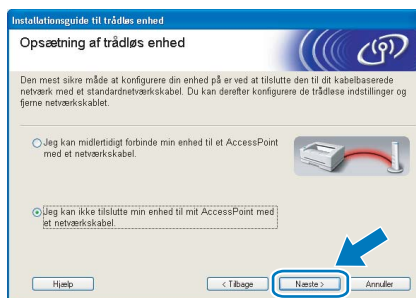 Installationsguide til trådløs enhed
Opsætning af trådløs enhed
Den mest sikre måde at konfigurere din enhed på er ved at tilslutte den til dit kabelbaserede
netværk med et standardnetværkskabel. Du kan derefter konfigurere de trådløse indstillinger og
fjerne netværkskablet.
Jeg kan midlertidigt forbinde min enhed til et AccessPoint
med et netværkskabel.
Jeg kan ikke tilslutte min enhed til mit AccessPoint med
et netværkskabel.
Hjælp < Tilbage Næste > Annuller